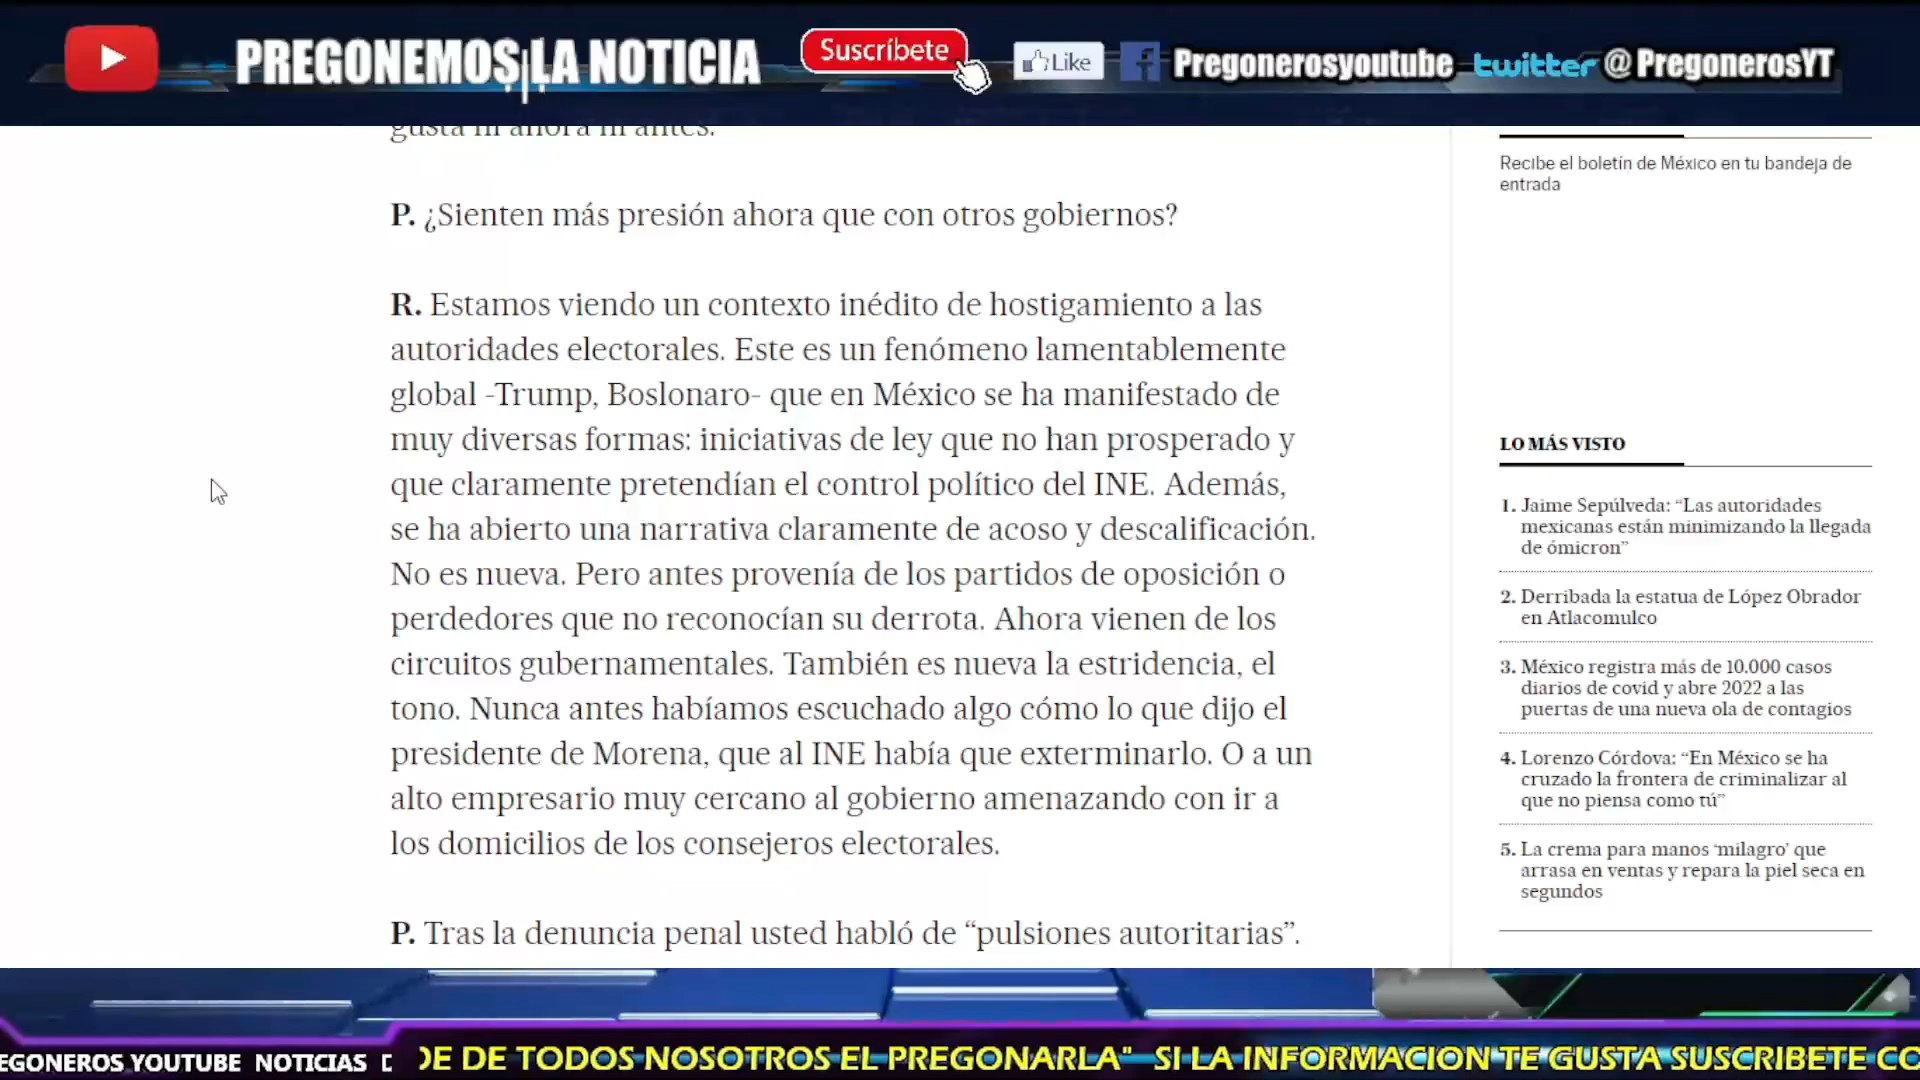 PREGONEMOS LA NOTICIA
Suscríbete
Like
Pregonerosyoutube
twitter @PregonerosYT
gusta ni ahora ni antes.
P. ¿Sienten más presión ahora que con otros gobiernos?
R. Estamos viendo un contexto inédito de hostigamiento a las
autoridades electorales. Este es un fenómeno lamentablemente
global -Trump, Boslonaro- que en México se ha manifestado de
muy diversas formas: iniciativas de ley que no han prosperado y
que claramente pretendían el control político del INE. Además,
se ha abierto una narrativa claramente de acoso y descalificación.
No es nueva. Pero antes provenía de los partidos de oposición o
perdedores que no reconocían su derrota. Ahora vienen de los
circuitos gubernamentales. También es nueva la estridencia, el
tono. Nunca antes habíamos escuchado algo cómo lo que dijo el
presidente de Morena, que al INE había que exterminarlo. O a un
alto empresario muy cercano al gobierno amenazando con ir a
los domicilios de los consejeros electorales.
P. Tras la denuncia penal usted habló de “pulsiones autoritarias”.
Recibe el boletín de México en tu bandeja de
entrada
LO MÁS VISTO
1. Jaime Sepúlveda: “Las autoridades
mexicanas están minimizando la llegada
de ómicron”
2. Derribada la estatua de López Obrador
en Atlacomulco
3. México registra más de 10.000 casos
diarios de covid y abre 2022 a las
puertas de una nueva ola de contagios
4. Lorenzo Córdova: “En México se ha
cruzado la frontera de criminalizar al
que no piensa como tú”
5. La crema para manos ‘milagro’ que
arrasa en ventas y repara la piel seca en
segundos
EGONEROS YOUTUBE NOTICIAS D
DE DE TODOS NOSOTROS EL PREGONARLA" SI LA INFORMACION TE GUSTA SUSCRIBETE CO